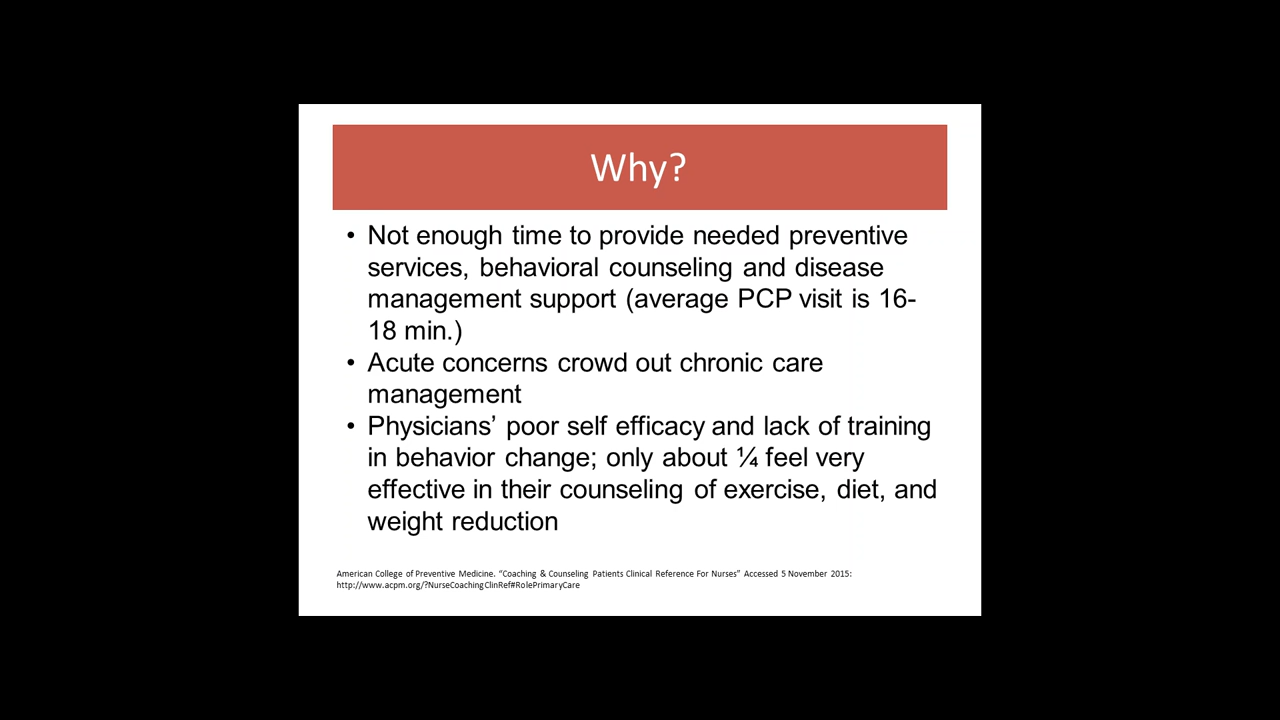 Why?
• Not enough time to provide needed preventive
services, behavioral counseling and disease
management support (average PCP visit is 16-
18 min.)
• Acute concerns crowd out chronic care
management
• Physicians’ poor self efficacy and lack of training
in behavior change; only about ¼ feel very
effective in their counseling of exercise, diet, and
weight reduction
American College of Preventive Medicine. “Coaching & Counseling Patients Clinical Reference For Nurses” Accessed 5 November 2015:
http://www.acpm.org/?NurseCoachingClinRef#RolePrimaryCare